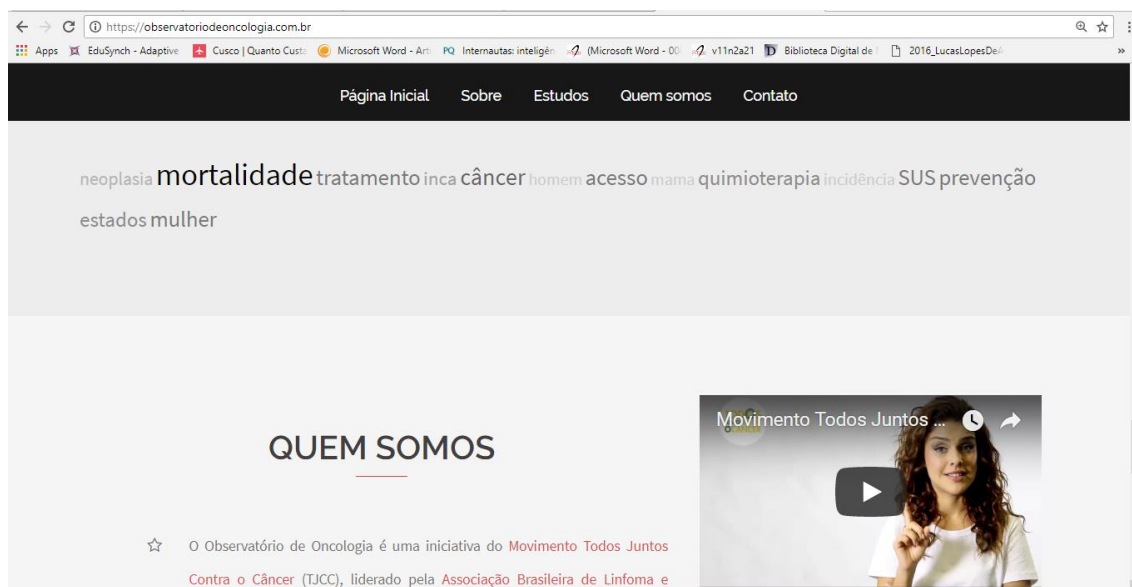 https://observatoriodeoncologia.com.br
Apps EduSynch - Adaptive Cusco | Quanto Custa Microsoft Word - Art PQ Internautas: inteligên (Microsoft Word - 00 v11n2a21 Biblioteca Digital de 2016_LucasLopesDeA »
Página Inicial Sobre Estudos Quem somos Contato
neoplasia mortalidade tratamento inca câncer homem acesso mama quimioterapia incidência SUS prevenção
estados mulher
Movimento Todos Juntos ...
QUEM SOMOS
O Observatório de Oncologia é uma iniciativa do Movimento Todos Juntos
Contra o Câncer (TJCC), liderado pela Associação Brasileira de Linfoma e